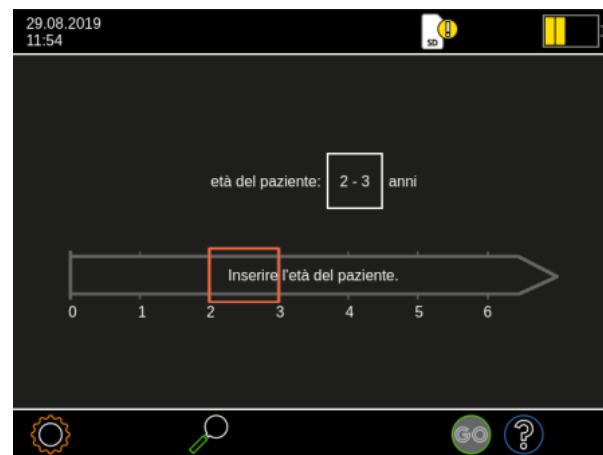 29.08.2019
11:54
SD
età del paziente: 2 - 3 anni
Inserire l'età del paziente.
0 1 2 3 4 5 6
GO ?